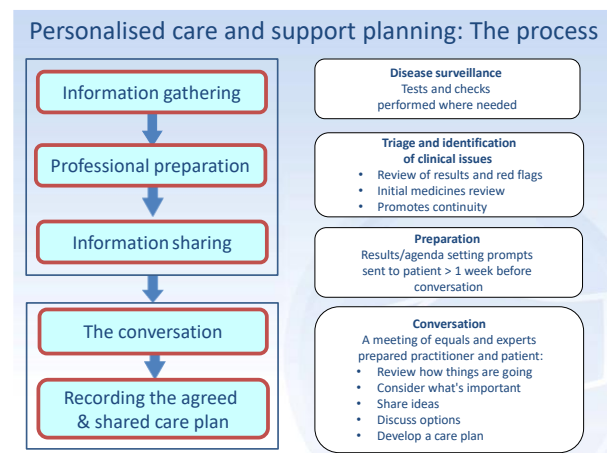 Personalised care and support planning: The process
Information gathering
Professional preparation
Information sharing
The conversation
Recording the agreed
& shared care plan
Disease surveillance
Tests and checks
performed where needed
Triage and identification
of clinical issues
• Review of results and red flags
• Initial medicines review
• Promotes continuity
Preparation
Results/agenda setting prompts
sent to patient > 1 week before
conversation
Conversation
A meeting of equals and experts
prepared practitioner and patient:
• Review how things are going
• Consider what's important
• Share ideas
• Discuss options
• Develop a care plan